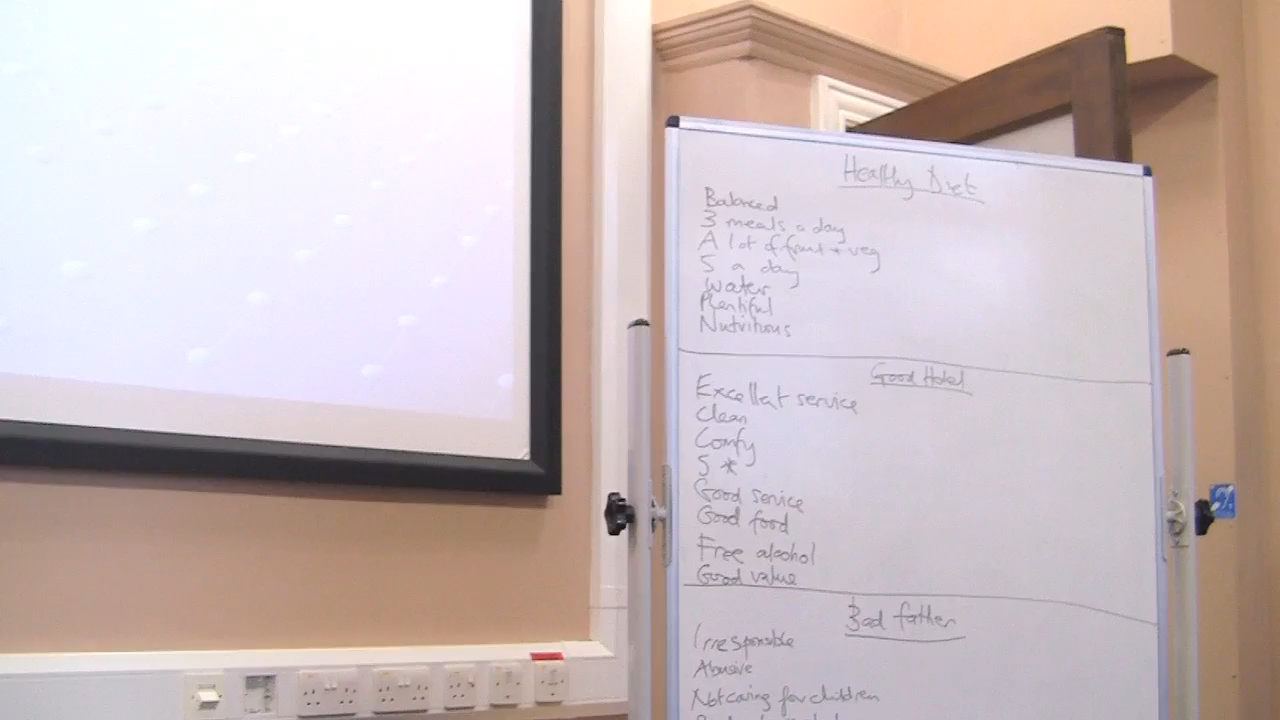 Healthy Diet
Balanced
3 meals a day
A lot of fruit + veg
5 a day
Water
Plentiful
Nutritious
Good Hotel
Excellent service
Clean
Comfy
5 *
Good service
Good food
Free alcohol
Good value
Bad father
Irresponsible
Abusive
Not caring for children